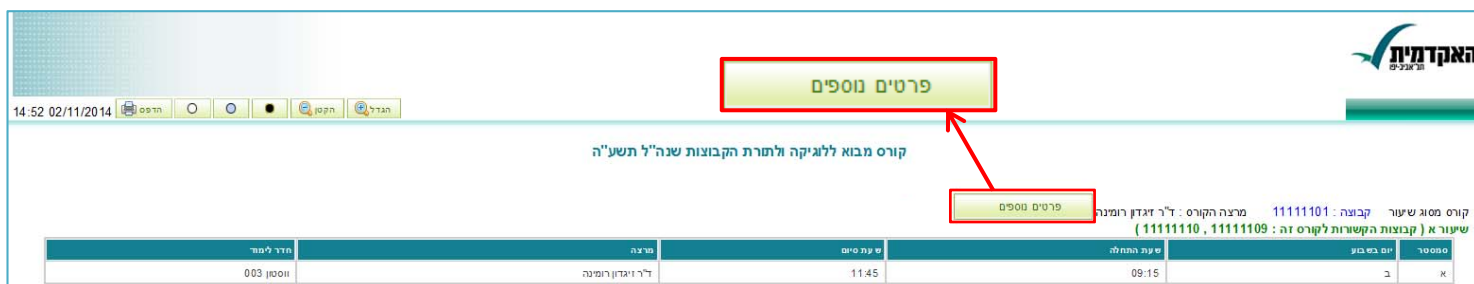 האקדמית
תל־אביב־יפו
פרטים נוספים
הגדל הקטן הדפס 14:52 02/11/2014
קורס מבוא ללוגיקה ולתורת הקבוצות שנה"ל תשע"ה
קורס מסוג שיעור קבוצה : 11111101 מרצה הקורס : ד"ר זיגדון רומינה פרטים נוספים
שיעור א ( קבוצות הקשורות לקורס זה : 11111109 , 11111110 )
סמסטר יום בשבוע שעת התחלה שעת סיום מרצה חדר לימוד
א ב 09:15 11:45 ד"ר זיגדון רומינה ווסטון 003